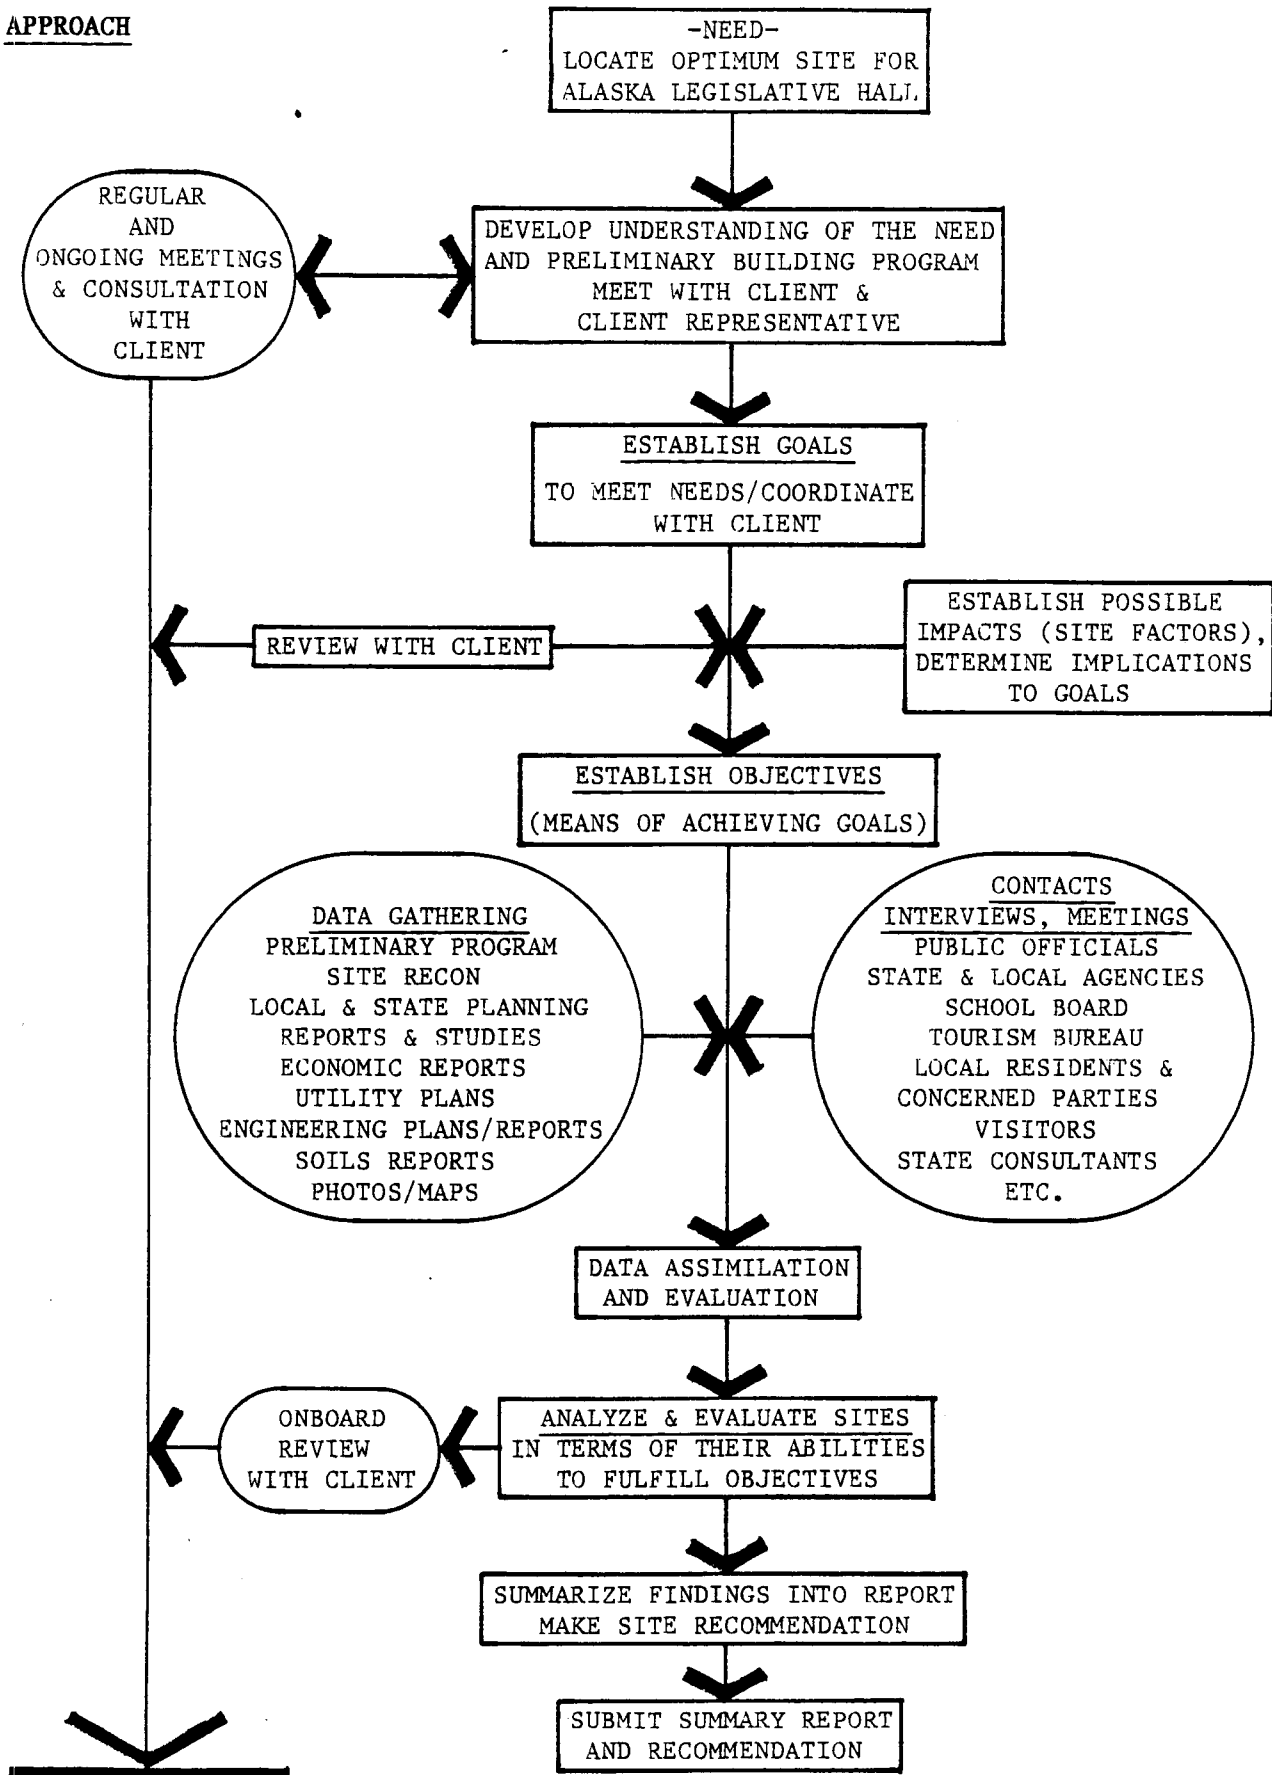 APPROACH
-NEED-
LOCATE OPTIMUM SITE FOR
ALASKA LEGISLATIVE HALL
REGULAR
AND
ONGOING MEETINGS
& CONSULTATION
WITH
CLIENT
DEVELOP UNDERSTANDING OF THE NEED
AND PRELIMINARY BUILDING PROGRAM
MEET WITH CLIENT &
CLIENT REPRESENTATIVE
ESTABLISH GOALS
TO MEET NEEDS/COORDINATE
WITH CLIENT
REVIEW WITH CLIENT
ESTABLISH POSSIBLE
IMPACTS (SITE FACTORS),
DETERMINE IMPLICATIONS
TO GOALS
ESTABLISH OBJECTIVES
(MEANS OF ACHIEVING GOALS)
DATA GATHERING
PRELIMINARY PROGRAM
SITE RECON
LOCAL & STATE PLANNING
REPORTS & STUDIES
ECONOMIC REPORTS
UTILITY PLANS
ENGINEERING PLANS/REPORTS
SOILS REPORTS
PHOTOS/MAPS
CONTACTS
INTERVIEWS, MEETINGS
PUBLIC OFFICIALS
STATE & LOCAL AGENCIES
SCHOOL BOARD
TOURISM BUREAU
LOCAL RESIDENTS &
CONCERNED PARTIES
VISITORS
STATE CONSULTANTS
ETC.
DATA ASSIMILATION
AND EVALUATION
ONBOARD
REVIEW
WITH CLIENT
ANALYZE & EVALUATE SITES
IN TERMS OF THEIR ABILITIES
TO FULFILL OBJECTIVES
SUMMARIZE FINDINGS INTO REPORT
MAKE SITE RECOMMENDATION
SUBMIT SUMMARY REPORT
AND RECOMMENDATION